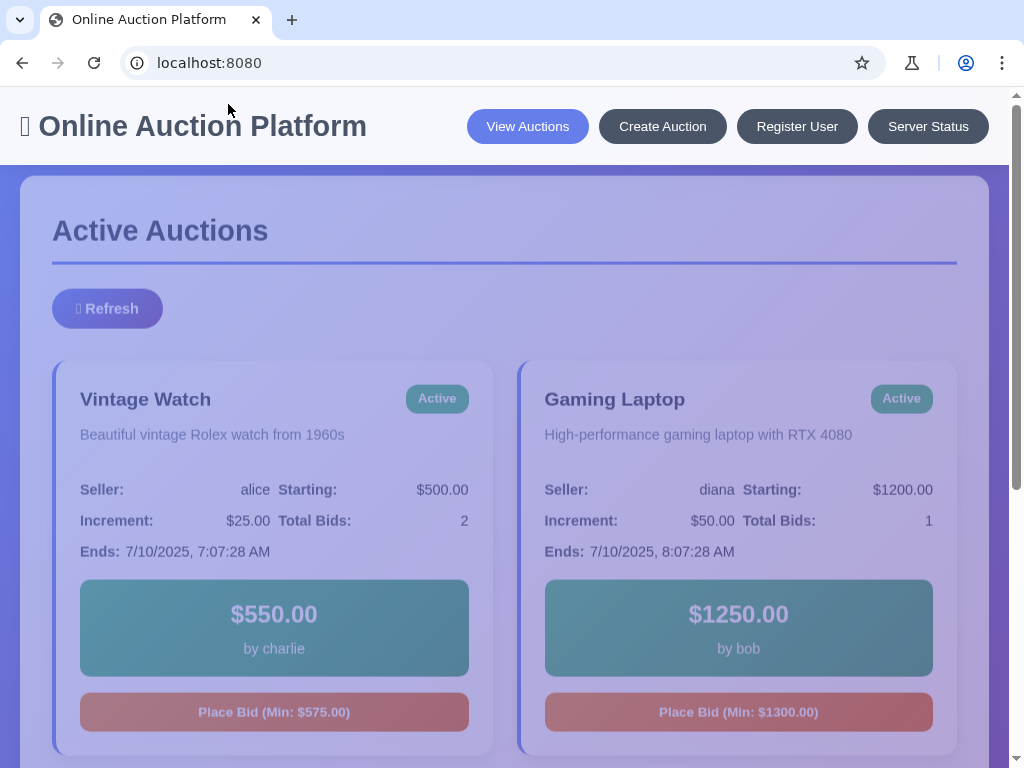 Online Auction Platform
localhost:8080
Online Auction Platform
View Auctions
Create Auction
Register User
Server Status
Active Auctions
Refresh
Vintage Watch
Active
Beautiful vintage Rolex watch from 1960s
Seller: alice Starting: $500.00
Increment: $25.00 Total Bids: 2
Ends: 7/10/2025, 7:07:28 AM
$550.00
by charlie
Place Bid (Min: $575.00)
Gaming Laptop
Active
High-performance gaming laptop with RTX 4080
Seller: diana Starting: $1200.00
Increment: $50.00 Total Bids: 1
Ends: 7/10/2025, 8:07:28 AM
$1250.00
by bob
Place Bid (Min: $1300.00)